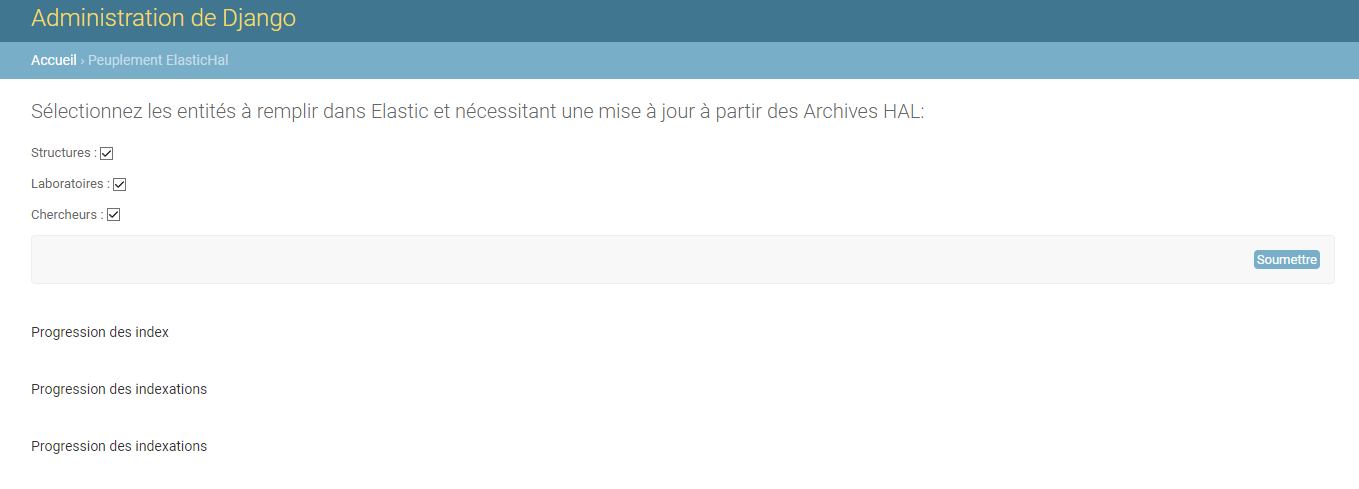 Administration de Django
Accueil › Peuplement ElasticHal
Sélectionnez les entités à remplir dans Elastic et nécessitant une mise à jour à partir des Archives HAL:
Structures :
Laboratoires :
Chercheurs :
Soumettre
Progression des index
Progression des indexations
Progression des indexations